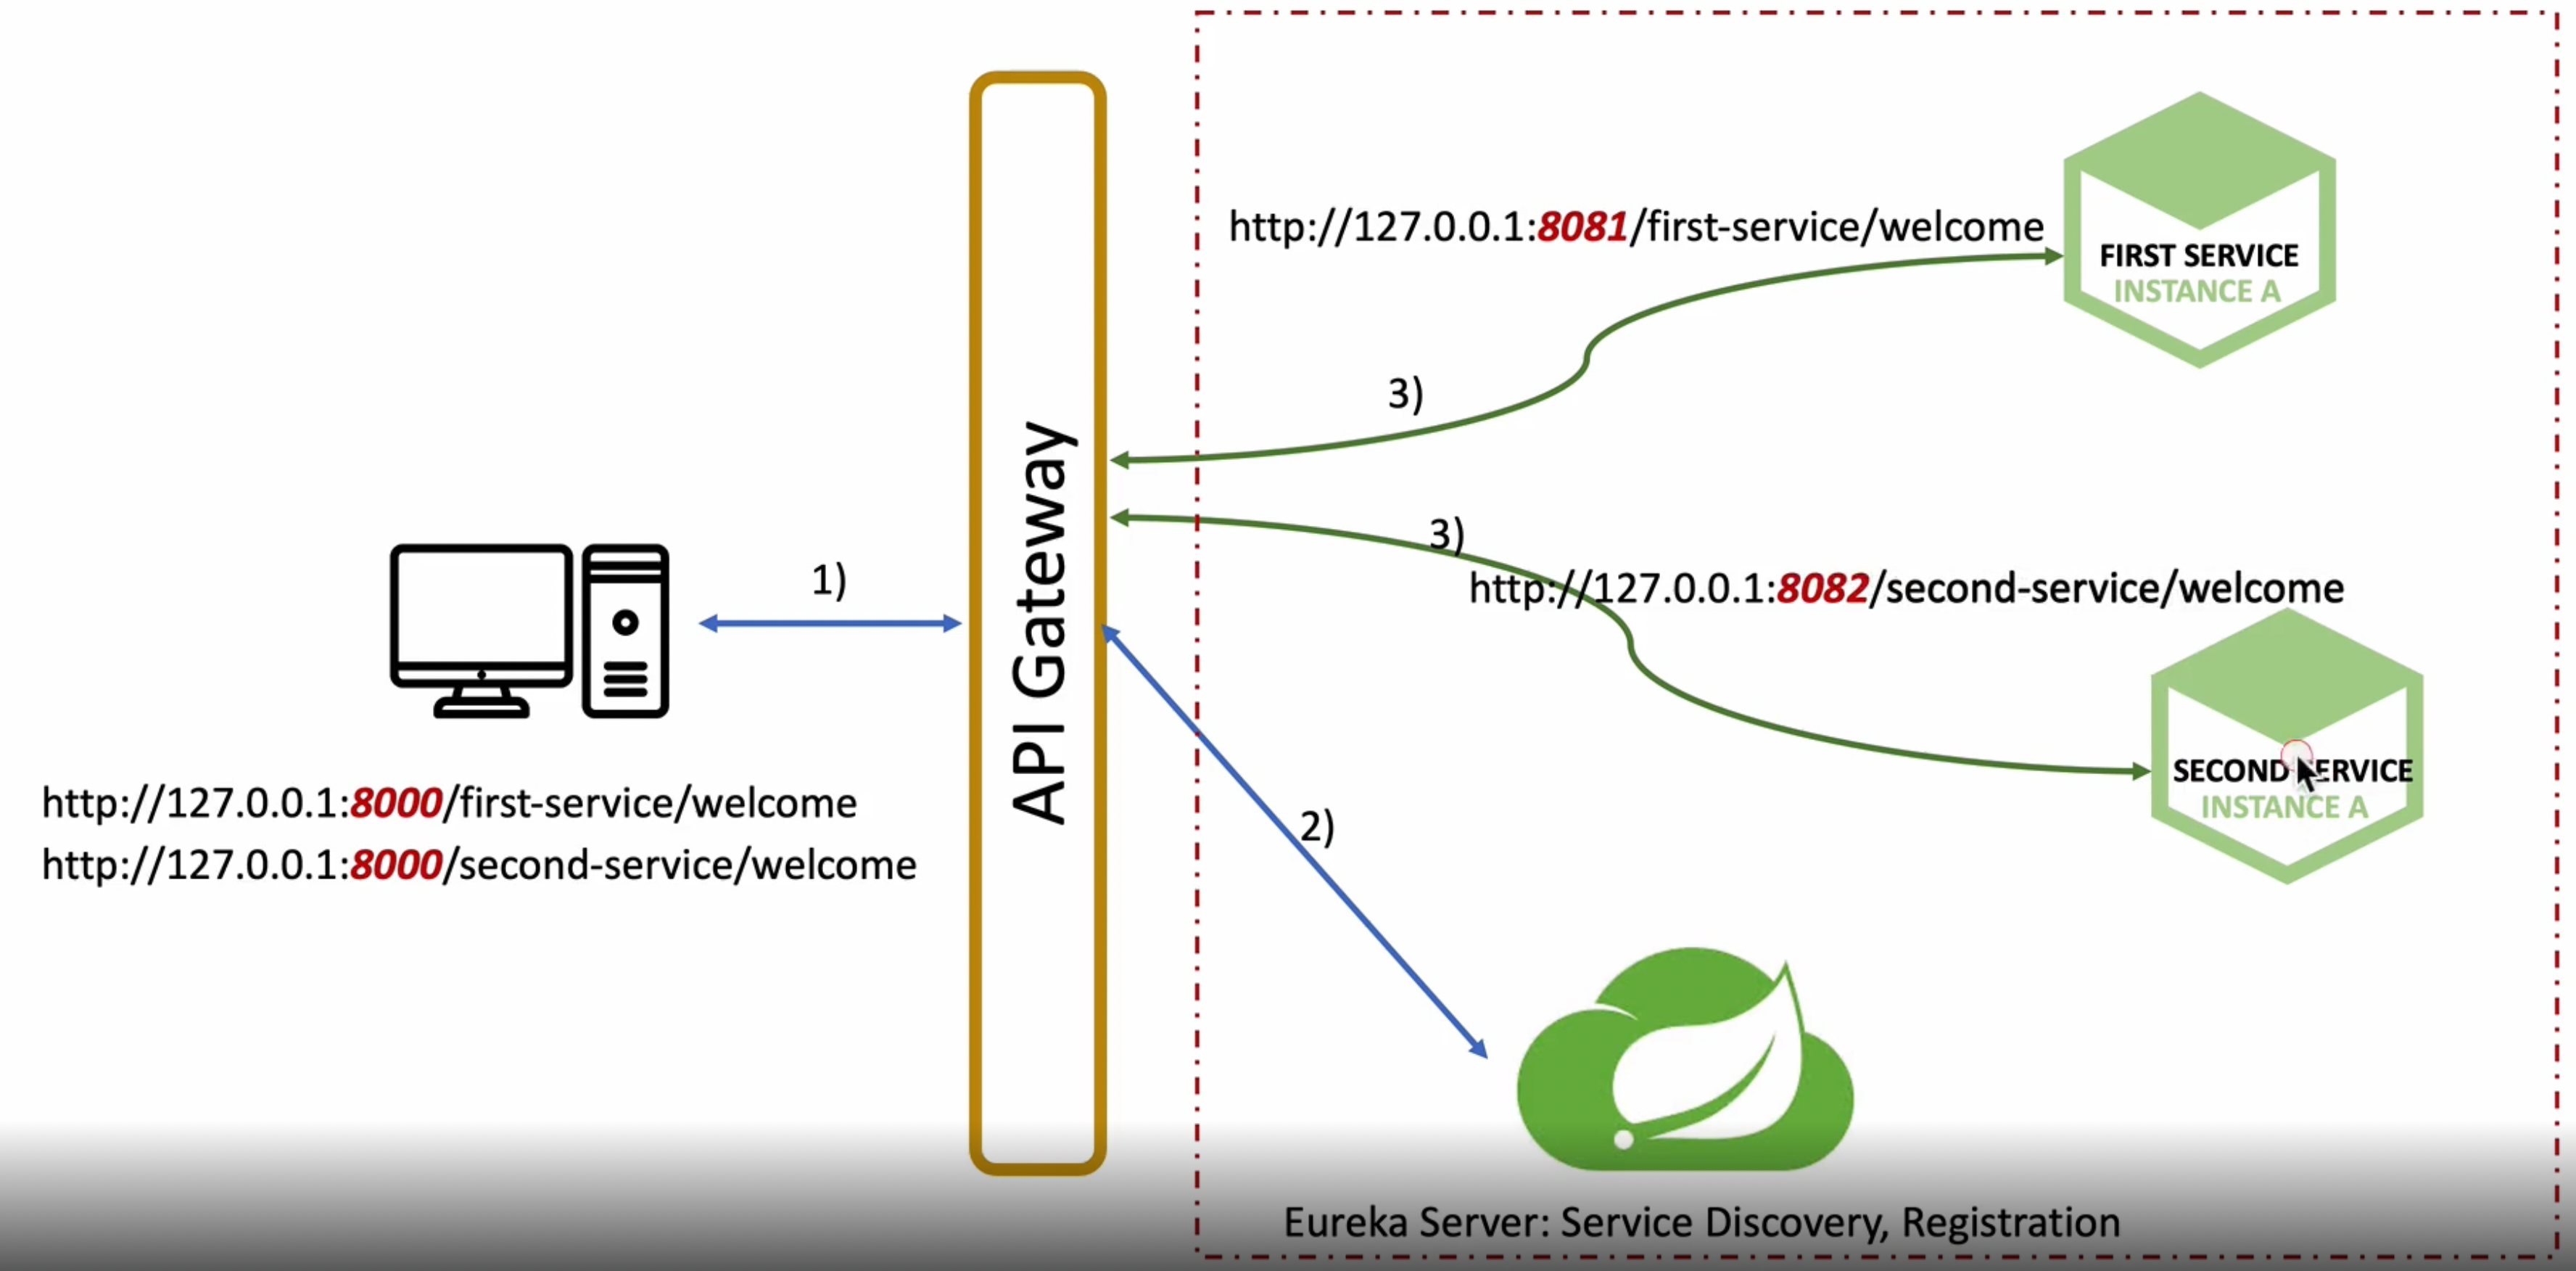 http://127.0.0.1:8081/first-service/welcome
FIRST SERVICE
INSTANCE A
3)
API Gateway
3)
1)
http://127.0.0.1:8082/second-service/welcome
SECOND SERVICE
INSTANCE A
http://127.0.0.1:8000/first-service/welcome
http://127.0.0.1:8000/second-service/welcome
2)
Eureka Server: Service Discovery, Registration